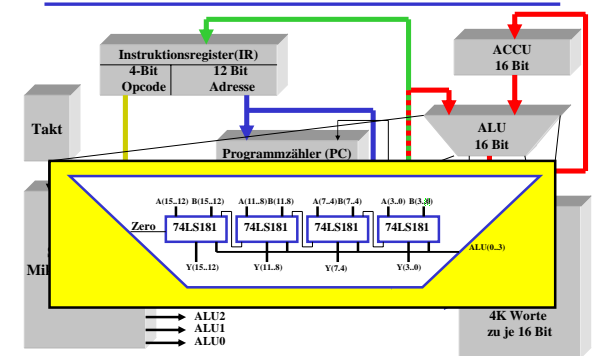 Instruktionsregister(IR)
4-Bit 12 Bit
Opcode Adresse
ACCU
16 Bit
Takt
ALU
16 Bit
Programmzähler (PC)
A(15..12) B(15..12) A(11..8) B(11.8) A(7..4)B(7..4) A(3..0) B(3..0)
Zero 74LS181 74LS181 74LS181 74LS181
ALU(0..3)
Y(15..12) Y(11..8) Y(7.4) Y(3..0)
Mil
4K Worte
zu je 16 Bit
ALU2
ALU1
ALU0